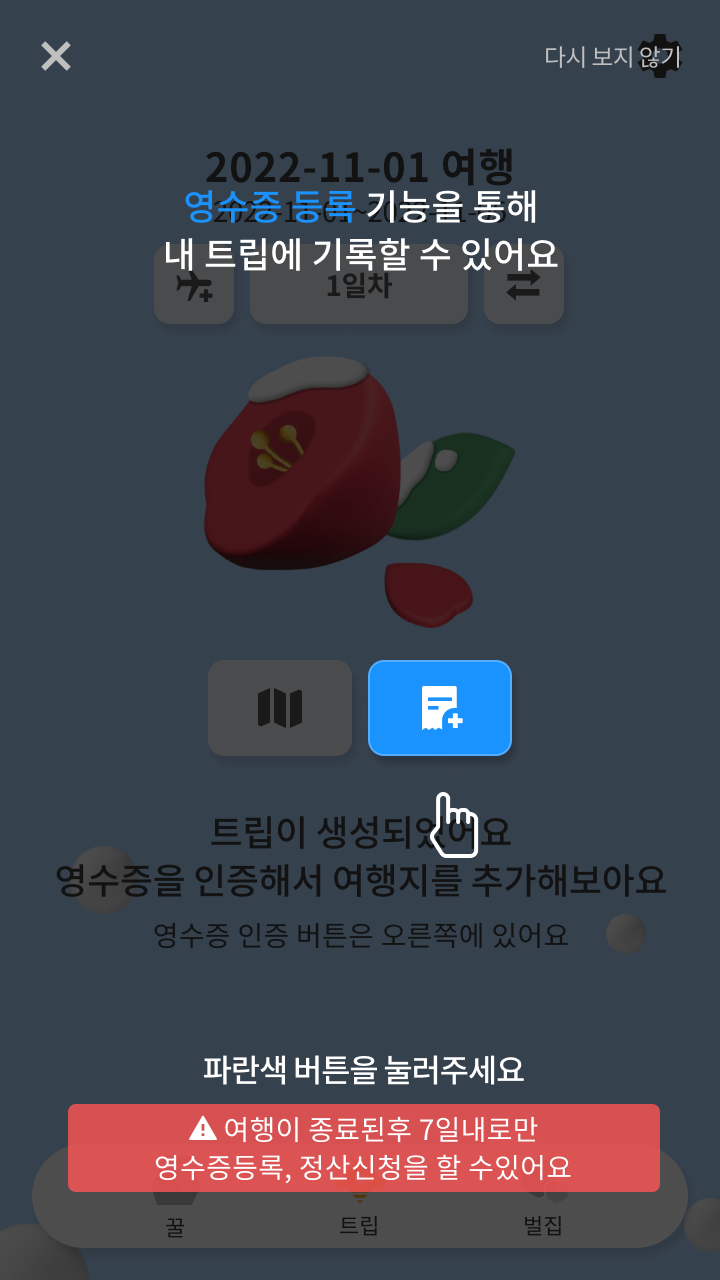 다시 보지 않기
2022-11-01 여행
영수증 등록 기능을 통해
내 트립에 기록할 수 있어요
1일차
트립이 생성되었어요
영수증을 인증해서 여행지를 추가해보아요
영수증 인증 버튼은 오른쪽에 있어요
파란색 버튼을 눌러주세요
여행이 종료된후 7일내로만
영수증등록, 정산신청을 할 수있어요
꿀
트립
벌집